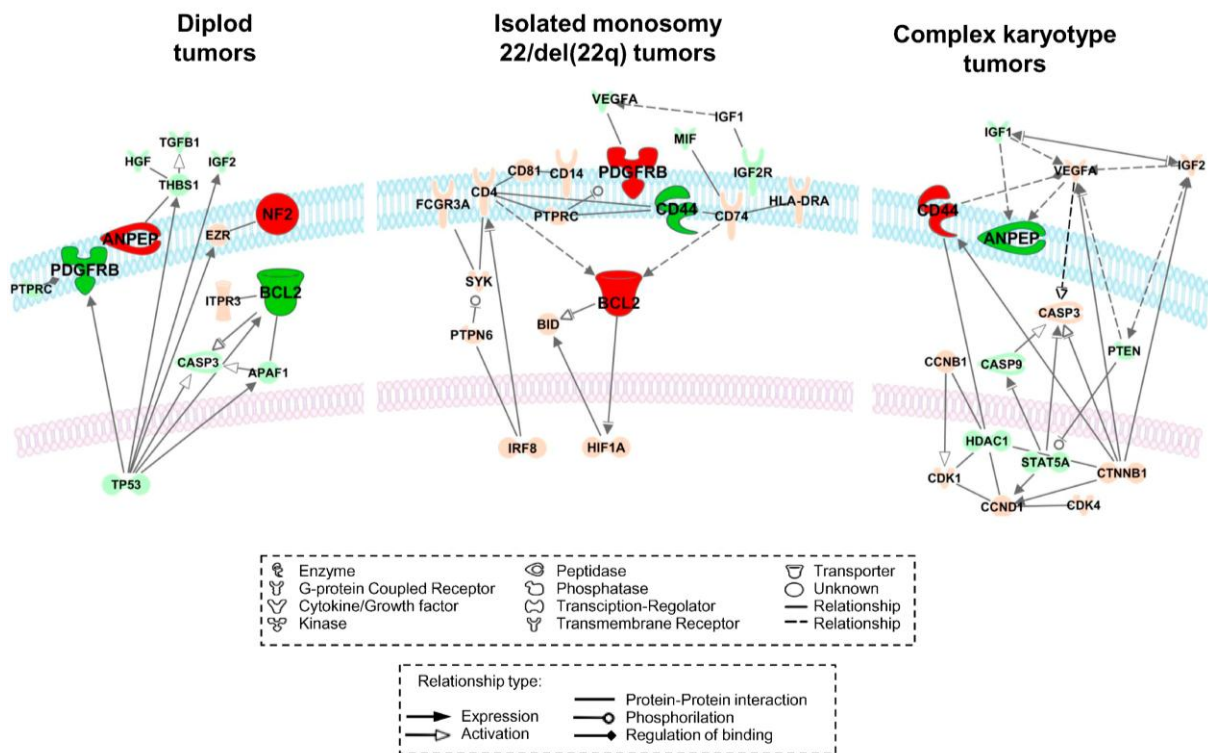 Diplod
tumors
TGFB1
HGF
IGF2
THBS1
NF2
EZR
ANPEP
PDGFRB
PTPRC
ITPR3
BCL2
CASP3
APAF1
TP53
Isolated monosomy
22/del(22q) tumors
VEGFA
IGF1
MIF
PDGFRB
CD81
CD14
IGF2R
CD4
HLA-DRA
FCGR3A
PTPRC
CD44
CD74
SYK
BCL2
BID
PTPN6
IRF8
HIF1A
Complex karyotype
tumors
IGF1
VEGFA
IGF2
CD44
ANPEP
CASP3
PTEN
CCNB1
CASP9
HDAC1
STAT5A
CTNNB1
CDK1
CCND1
CDK4
Enzyme
G-protein Coupled Receptor
Cytokine/Growth factor
Kinase
Peptidase
Phosphatase
Transciption-Regolator
Transmembrane Receptor
Transporter
Unknown
Relationship
Relationship
Relationship type:
Expression
Activation
Protein-Protein interaction
Phosphorilation
Regulation of binding